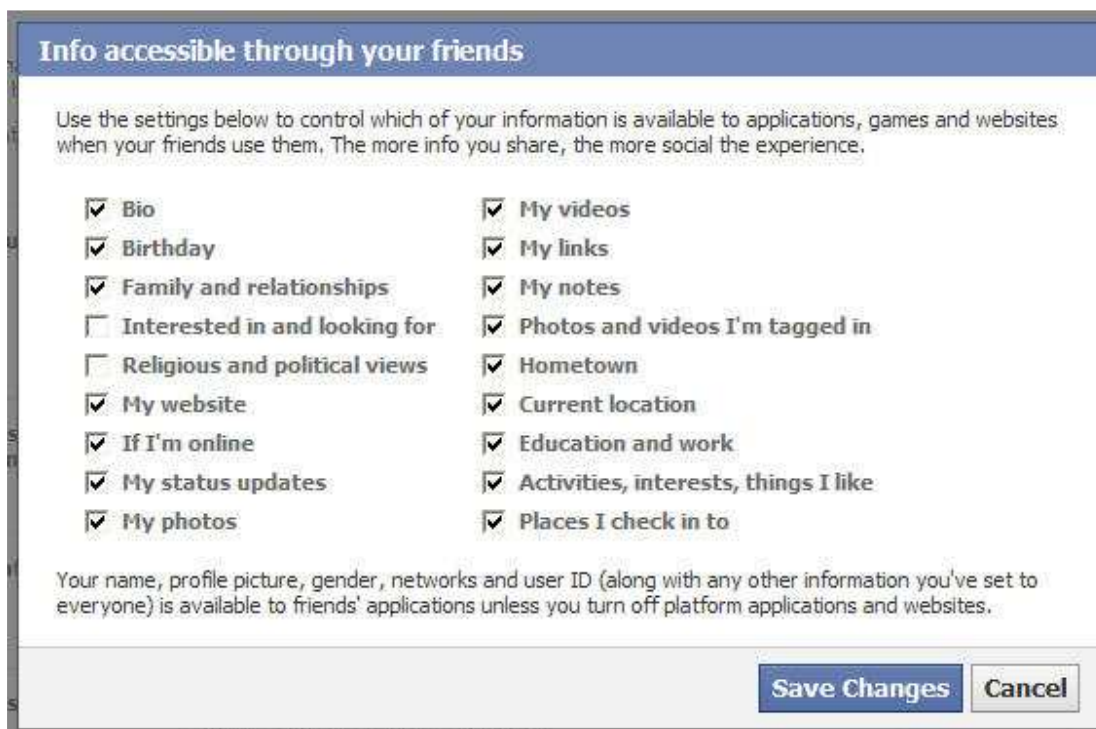 Info accessible through your friends
Use the settings below to control which of your information is available to applications, games and websites
when your friends use them. The more info you share, the more social the experience.
Bio
Birthday
Family and relationships
Interested in and looking for
Religious and political views
My website
If I'm online
My status updates
My photos
My videos
My links
My notes
Photos and videos I'm tagged in
Hometown
Current location
Education and work
Activities, interests, things I like
Places I check in to
Your name, profile picture, gender, networks and user ID (along with any other information you've set to
everyone) is available to friends' applications unless you turn off platform applications and websites.
Save Changes
Cancel